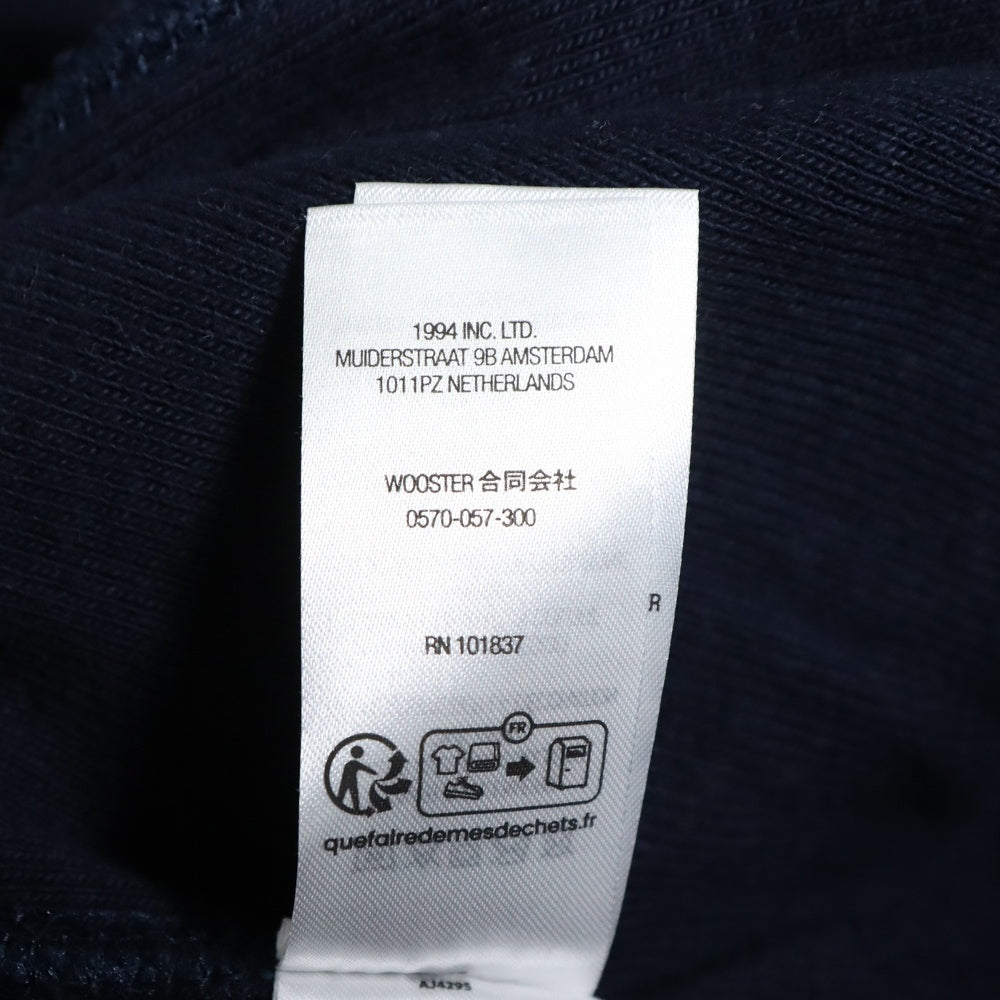 1994 INC. LTD.
MUIDERSTRAAT 9B AMSTERDAM
1011PZ NETHERLANDS
WOOSTER 合同会社
0570-057-300
R
RN 101837
FR
quefairedemesdechets.fr
AJ4295